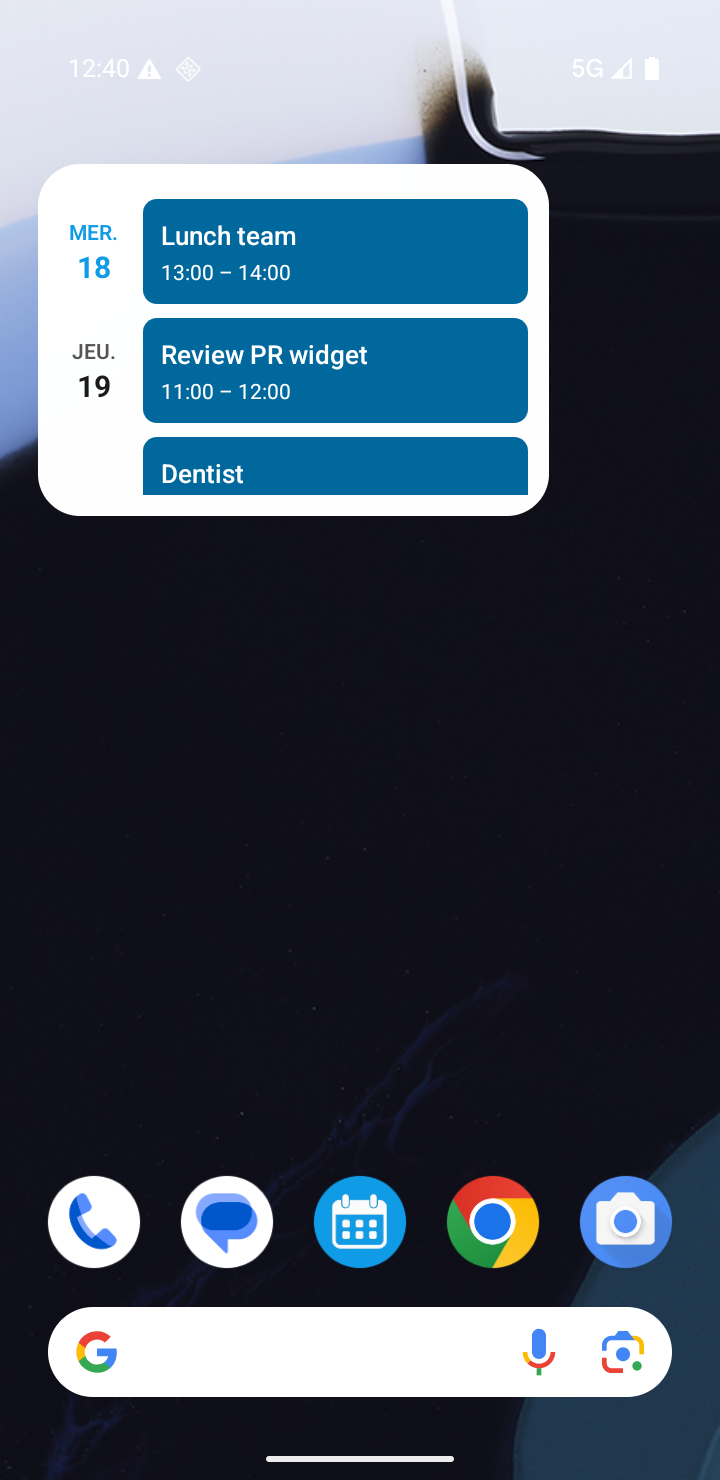 12:40
5G
MER.
18
Lunch team
13:00 – 14:00
JEU.
19
Review PR widget
11:00 – 12:00
Dentist